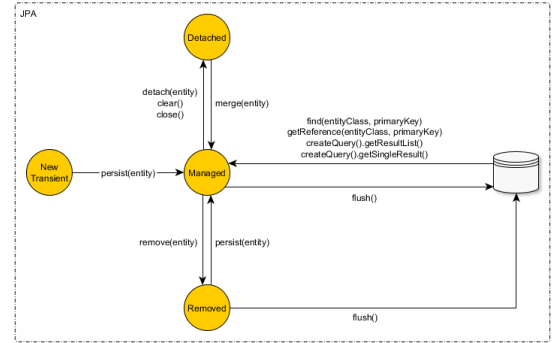 JPA
Detached
detach(entity)
clear()
close()
merge(entity)
find(entityClass, primaryKey)
getReference(entityClass, primaryKey)
createQuery().getResultList()
createQuery().getSingleResult()
New
Transient
persist(entity)
Managed
flush()
remove(entity)
persist(entity)
Removed
flush()